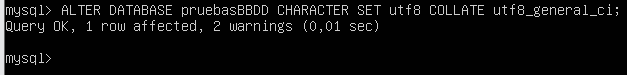 mysql> ALTER DATABASE pruebasBBDD CHARACTER SET utf8 COLLATE utf8_general_ci;
Query OK, 1 row affected, 2 warnings (0,01 sec)
mysql>